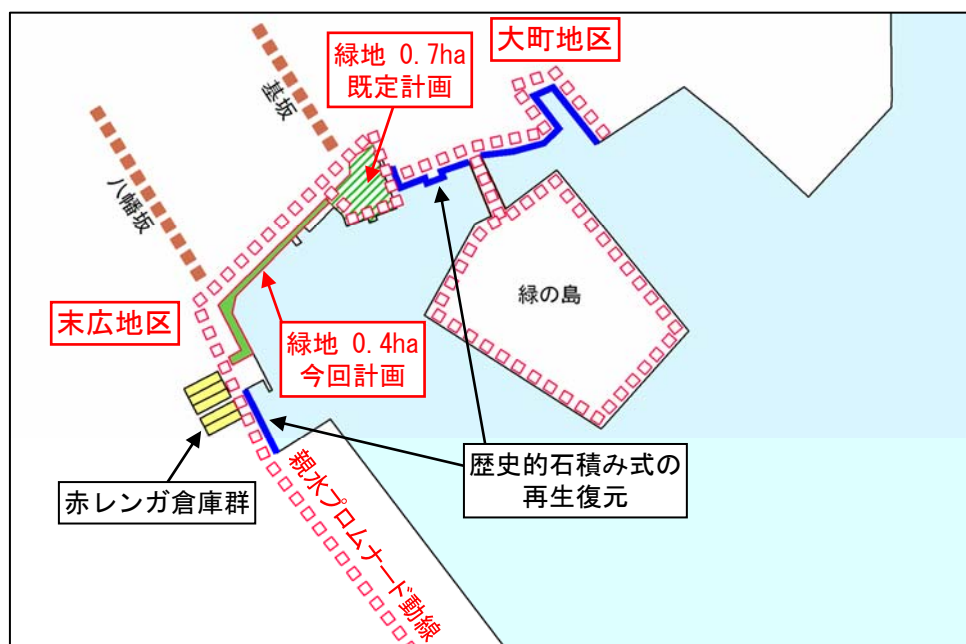 大町地区
緑地 0.7ha
既定計画
基坂
八幡坂
緑の島
末広地区
緑地 0.4ha
今回計画
歴史的石積み式の
再生復元
赤レンガ倉庫群
親水プロムナード動線